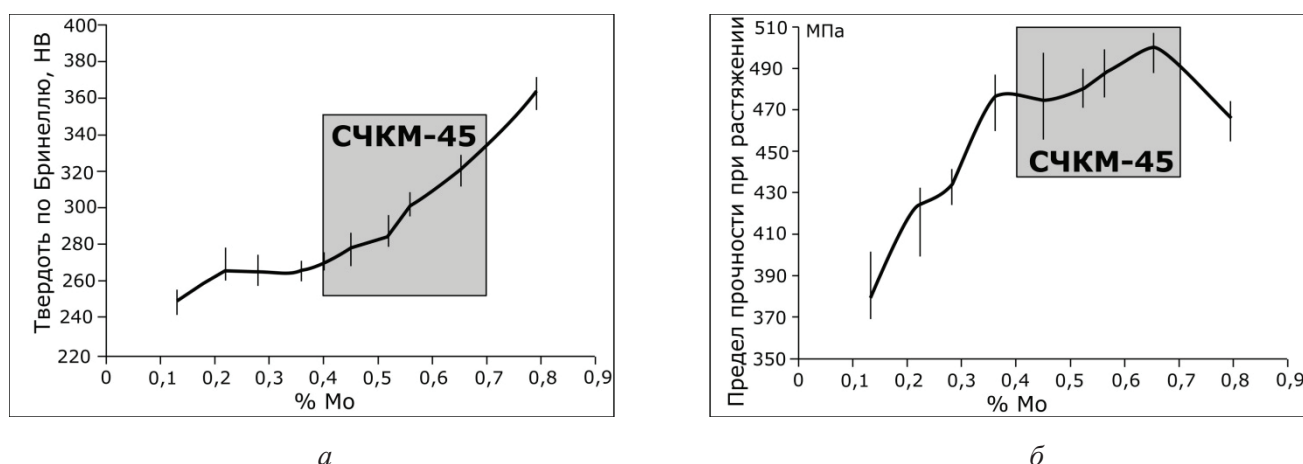 Твердоть по Бринеллю, НВ
400
380
360
340
320
300
280
260
240
220
СЧКМ-45
0 0,1 0,2 0,3 0,4 0,5 0,6 0,7 0,8 0,9
% Mo
а
Предел прочности при растяжении
МПа
510
490
470
450
430
410
390
370
350
СЧКМ-45
0 0,1 0,2 0,3 0,4 0,5 0,6 0,7 0,8 0,9
% Mo
б